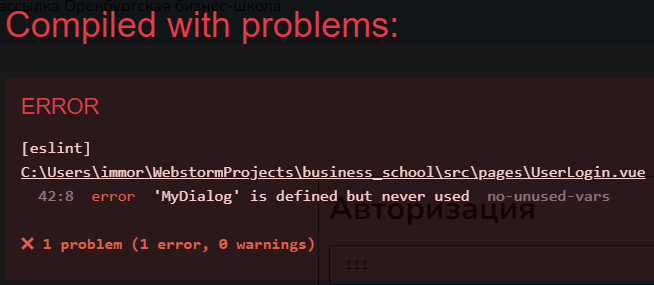 ассылка Оренбургская бизнес-школа
Compiled with problems:
ERROR
[eslint]
C:\Users\immor\WebstormProjects\business_school\src\pages\UserLogin.vue
42:8 error 'MyDialog' is defined but never used no-unused-vars
Авторизация
✕ 1 problem (1 error, 0 warnings)
111